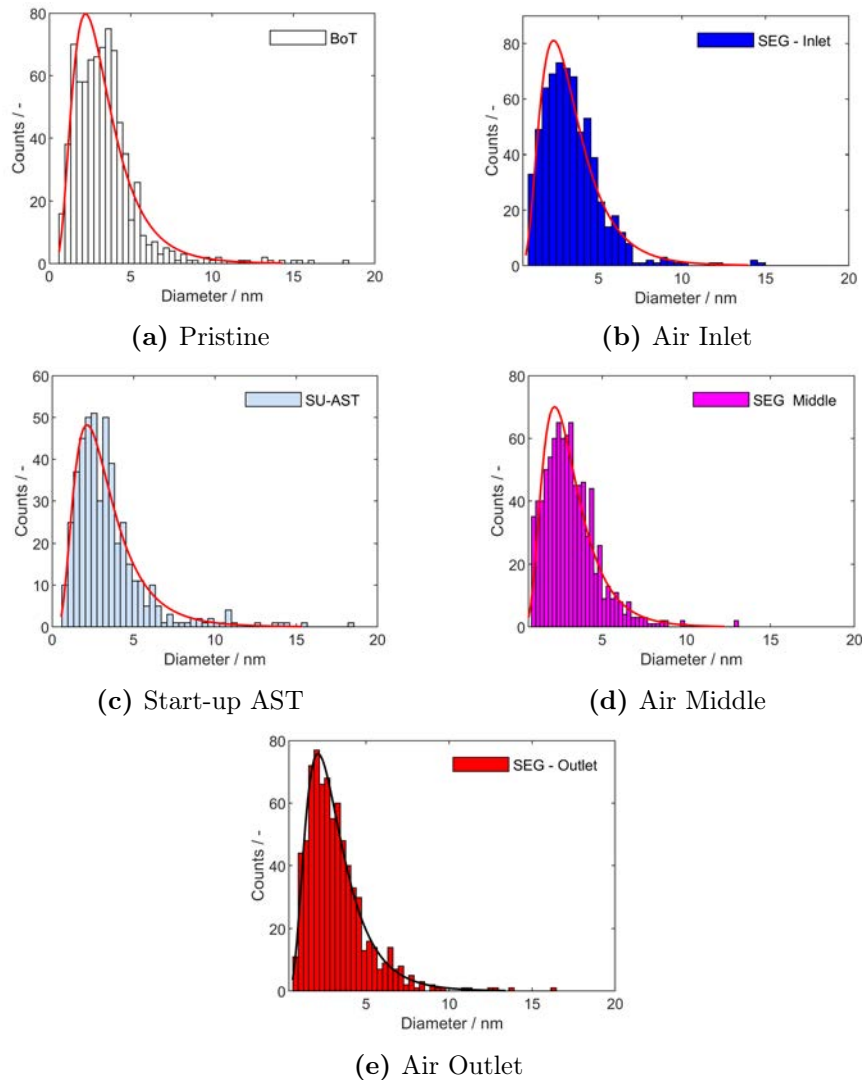 80
60
40
20
0
Counts / -
BoT
0 5 10 15 20
Diameter / nm
(a) Pristine
80
60
40
20
0
Counts / -
SEG - Inlet
5 10 15 20
Diameter / nm
(b) Air Inlet
60
50
40
30
20
10
0
Counts / -
SU-AST
0 5 10 15 20
Diameter / nm
(c) Start-up AST
80
60
40
20
0
Counts / -
SEG Middle
5 10 15 20
Diameter / nm
(d) Air Middle
80
60
40
20
0
Counts / -
SEG - Outlet
5 10 15 20
Diameter / nm
(e) Air Outlet